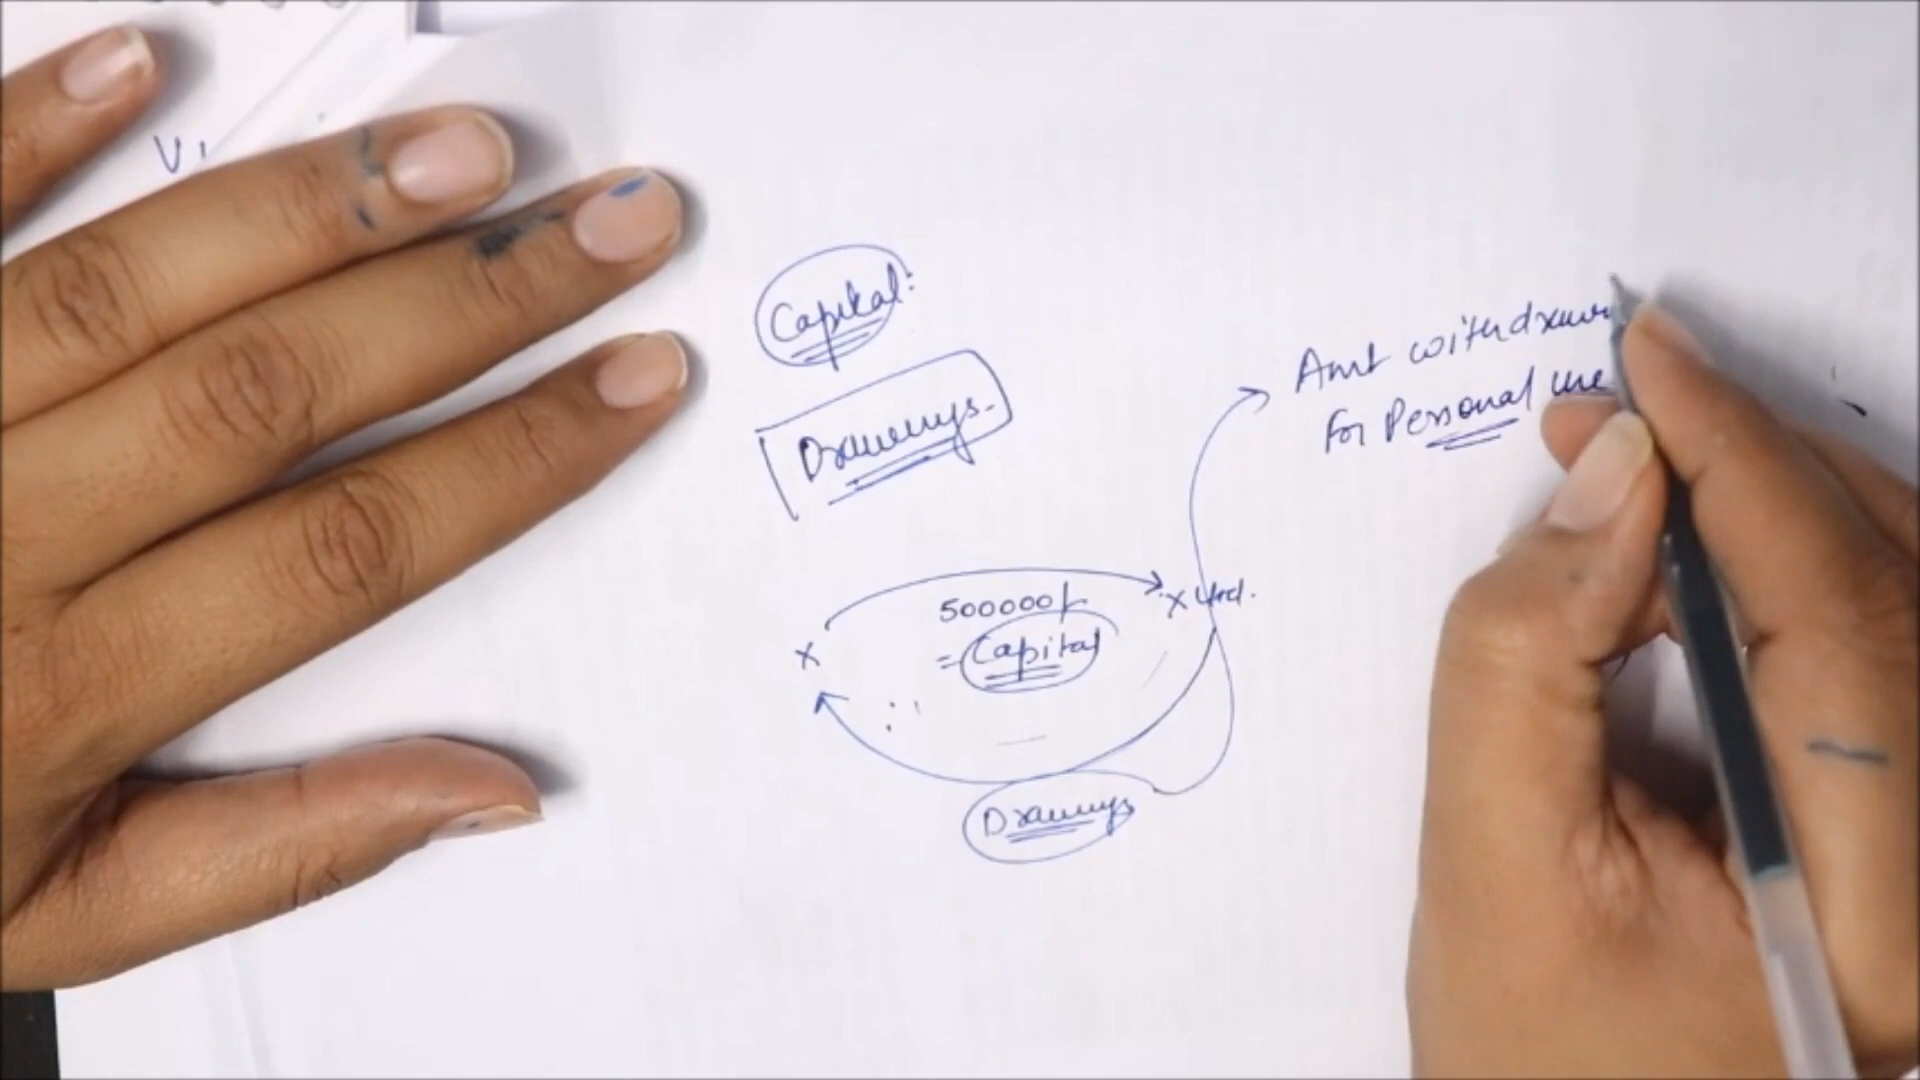 Capital:
Drawings.
Amt withdrawn
For Personal use
500000/-
X Ltd.
X
= Capital
Drawings